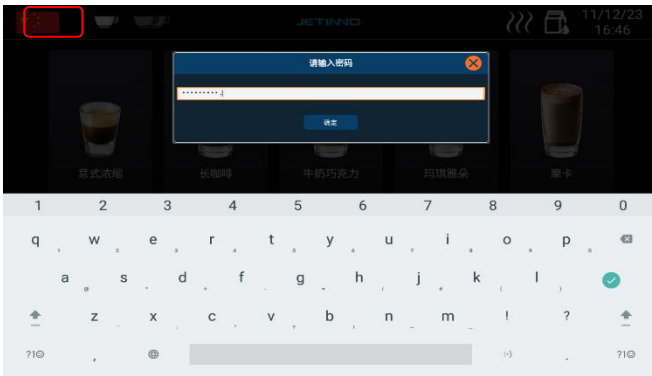 JETINNO
11/12/23
16:46
请输入密码
确定
意式浓缩 长咖啡 牛奶巧克力 玛琪雅朵 摩卡
1 2 3 4 5 6 7 8 9 0
q w e r t y u i o p
a s d f g h j k l
z x c v b n m ! ?
?1☺ , :-) . ?1☺